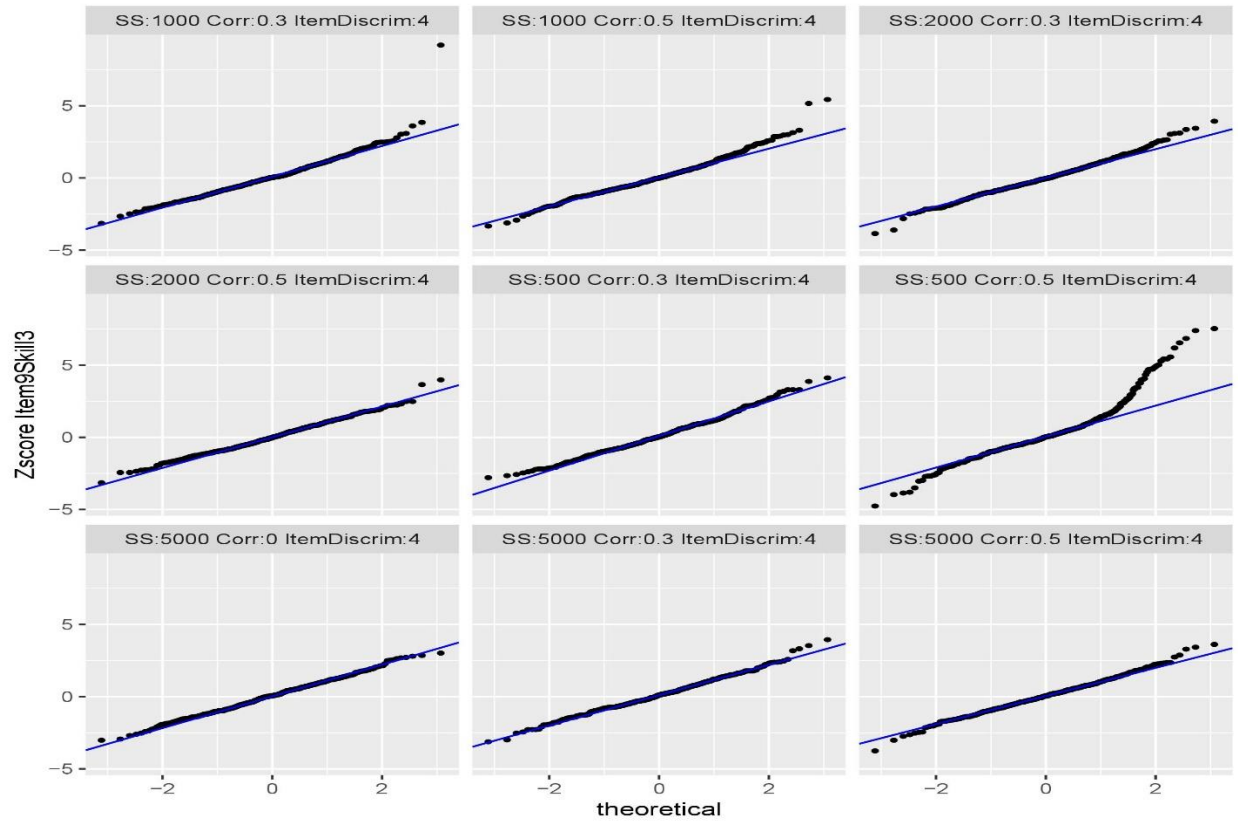 SS:1000 Corr:0.3 ItemDiscrim:4
SS:1000 Corr:0.5 ItemDiscrim:4
SS:2000 Corr:0.3 ItemDiscrim:4
5
0
−5
SS:2000 Corr:0.5 ItemDiscrim:4
SS:500 Corr:0.3 ItemDiscrim:4
SS:500 Corr:0.5 ItemDiscrim:4
Zscore Item9Skill3
5
0
−5
SS:5000 Corr:0 ItemDiscrim:4
SS:5000 Corr:0.3 ItemDiscrim:4
SS:5000 Corr:0.5 ItemDiscrim:4
5
0
−5
−2 0 2
−2 0 2
−2 0 2
theoretical